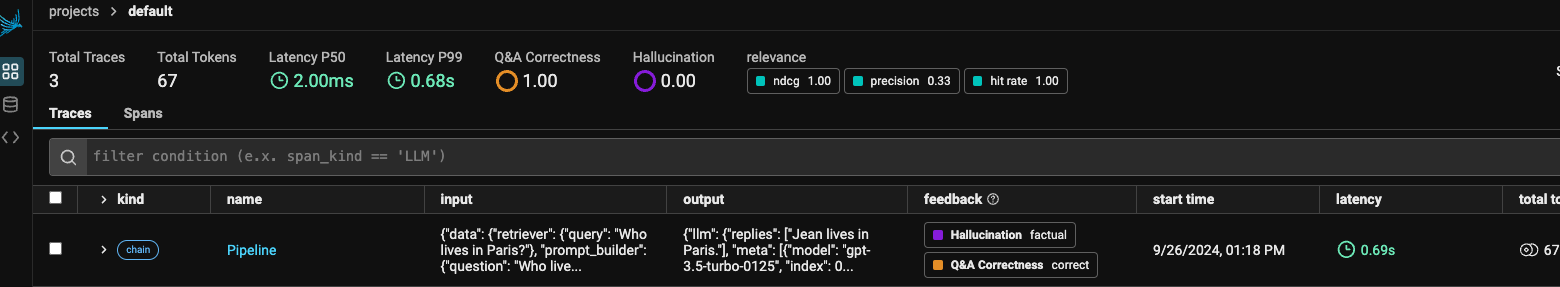 projects > default
Total Traces Total Tokens Latency P50 Latency P99 Q&A Correctness Hallucination relevance
3 67 2.00ms 0.68s 1.00 0.00 ndcg 1.00 precision 0.33 hit rate 1.00
Traces Spans
filter condition (e.x. span_kind == 'LLM')
kind name input output feedback start time latency total to
chain Pipeline {"data": {"retriever": {"query": "Who lives in Paris?"}, "prompt_builder": {"question": "Who live... {"llm": {"replies": ["Jean lives in Paris."], "meta": [{"model": "gpt-3.5-turbo-0125", "index": 0... Hallucination factual Q&A Correctness correct 9/26/2024, 01:18 PM 0.69s 67